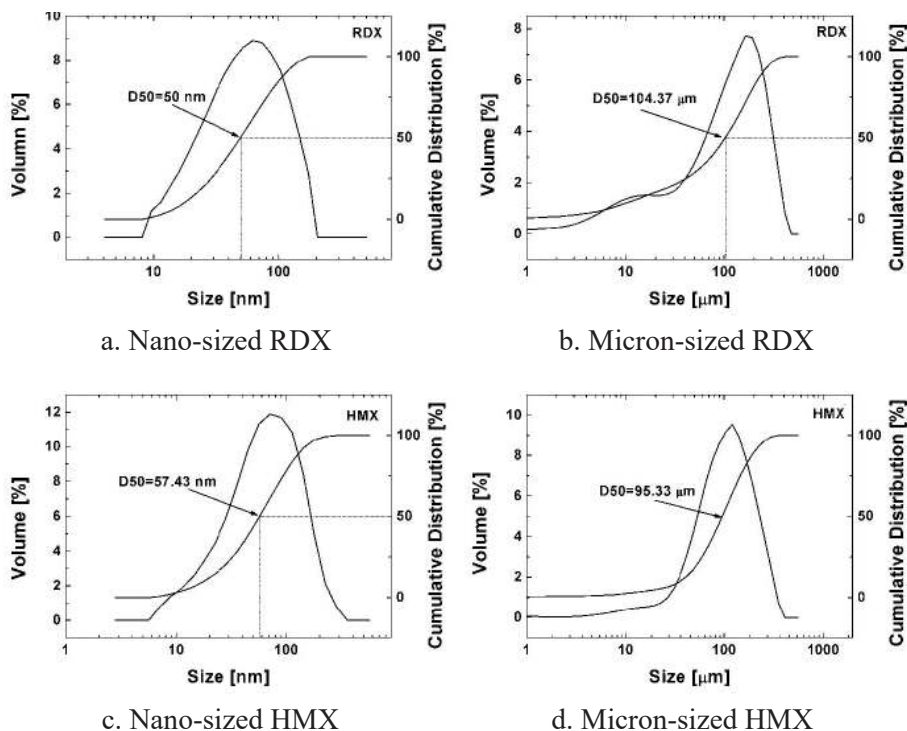 RDX
D50=50 nm
Volumn [%]
10
8
6
4
2
0
100
50
0
Cumulative Distribution [%]
10 100
Size [nm]
a. Nano-sized RDX
RDX
D50=104.37 μm
Volume [%]
8
6
4
2
0
100
50
0
Cumulative Distribution [%]
1 10 100 1000
Size [μm]
b. Micron-sized RDX
HMX
D50=57.43 nm
Volume [%]
12
10
8
6
4
2
0
100
50
0
Cumulative Distribution [%]
1 10 100
Size [nm]
c. Nano-sized HMX
HMX
D50=95.33 μm
Volume [%]
10
9
8
7
6
5
4
3
2
1
0
100
50
0
Cumulative Distribution [%]
1 10 100 1000
Size [μm]
d. Micron-sized HMX